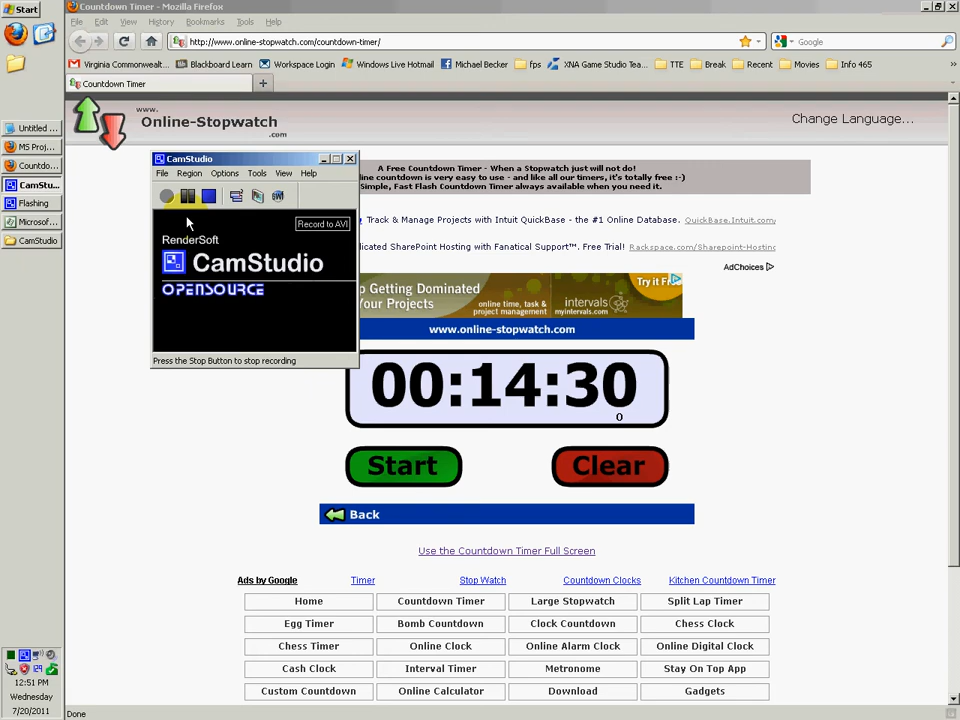 Start
Countdown Timer - Mozilla Firefox
File Edit View History Bookmarks Tools Help
http://www.online-stopwatch.com/countdown-timer/
Google
Virginia Commonwealt... Blackboard Learn Workspace Login Windows Live Hotmail Michael Becker fps XNA Game Studio Tea... TTE Break Recent Movies Info 465
Countdown Timer
www.
Online-Stopwatch
.com
Change Language...
Untitled ...
MS Proj...
Countdo...
CamStu...
Flashing
Microsof...
CamStudio
CamStudio
File Region Options Tools View Help
Record to AVI
RenderSoft
CamStudio
OPENSOURCE
Press the Stop Button to stop recording
A Free Countdown Timer - When a Stopwatch just will not do!
line countdown is very easy to use - and like all our timers, it's totally free :-)
Simple, Fast Flash Countdown Timer always available when you need it.
Track & Manage Projects with Intuit QuickBase - the #1 Online Database. QuickBase.Intuit.com/
dicated SharePoint Hosting with Fanatical Support™. Free Trial! Rackspace.com/Sharepoint-Hosting
AdChoices
p Getting Dominated
Your Projects
online time, task &
project management
intervals
myintervals.com
Try it Free
www.online-stopwatch.com
00:14:30
0
Start Clear
Back
Use the Countdown Timer Full Screen
Ads by Google Timer Stop Watch Countdown Clocks Kitchen Countdown Timer
Home Countdown Timer Large Stopwatch Split Lap Timer
Egg Timer Bomb Countdown Clock Countdown Chess Clock
Chess Timer Online Clock Online Alarm Clock Online Digital Clock
Cash Clock Interval Timer Metronome Stay On Top App
Custom Countdown Online Calculator Download Gadgets
12:51 PM
Wednesday
7/20/2011
Done